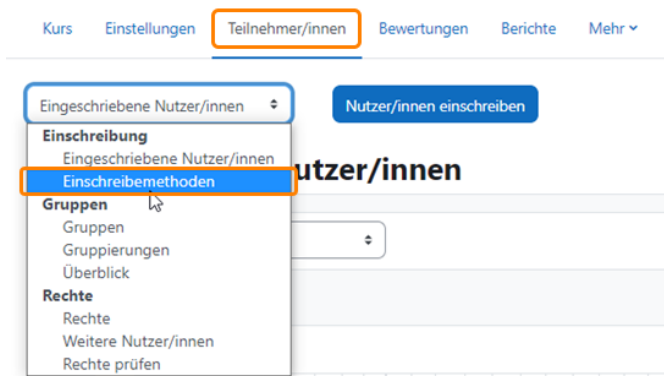 Kurs Einstellungen Teilnehmer/innen Bewertungen Berichte Mehr
Eingeschriebene Nutzer/innen Nutzer/innen einschreiben
Einschreibung
Eingeschriebene Nutzer/innen
utzer/innen
Einschreibemethoden
Gruppen
Gruppen
Gruppierungen
Überblick
Rechte
Rechte
Weitere Nutzer/innen
Rechte prüfen